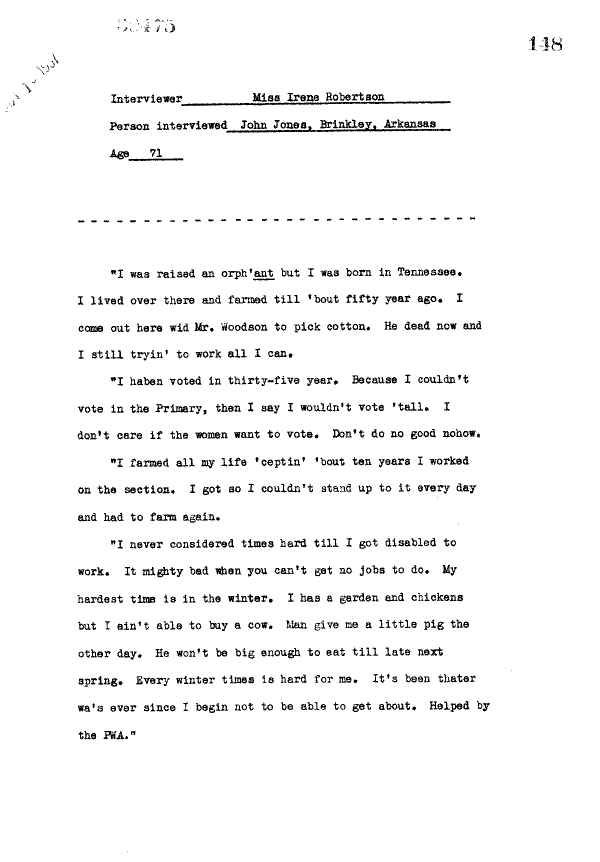 30475
148
Interviewer Miss Irene Robertson
Person interviewed John Jones, Brinkley, Arkansas
Age 71
- - - - - - - - - - - - - - - - - - - - - - - - - - - - - - -
"I was raised an orph'ant but I was born in Tennessee.
I lived over there and farmed till 'bout fifty year ago. I
come out here wid Mr. Woodson to pick cotton. He dead now and
I still tryin' to work all I can.
"I haben voted in thirty-five year. Because I couldn't
vote in the Primary, then I say I wouldn't vote 'tall. I
don't care if the women want to vote. Don't do no good nohow.
"I farmed all my life 'ceptin' 'bout ten years I worked
on the section. I got so I couldn't stand up to it every day
and had to farm again.
"I never considered times hard till I got disabled to
work. It mighty bad when you can't get no jobs to do. My
hardest time is in the winter. I has a garden and chickens
but I ain't able to buy a cow. Man give me a little pig the
other day. He won't be big enough to eat till late next
spring. Every winter times is hard for me. It's been thater
wa's ever since I begin not to be able to get about. Helped by
the PWA."